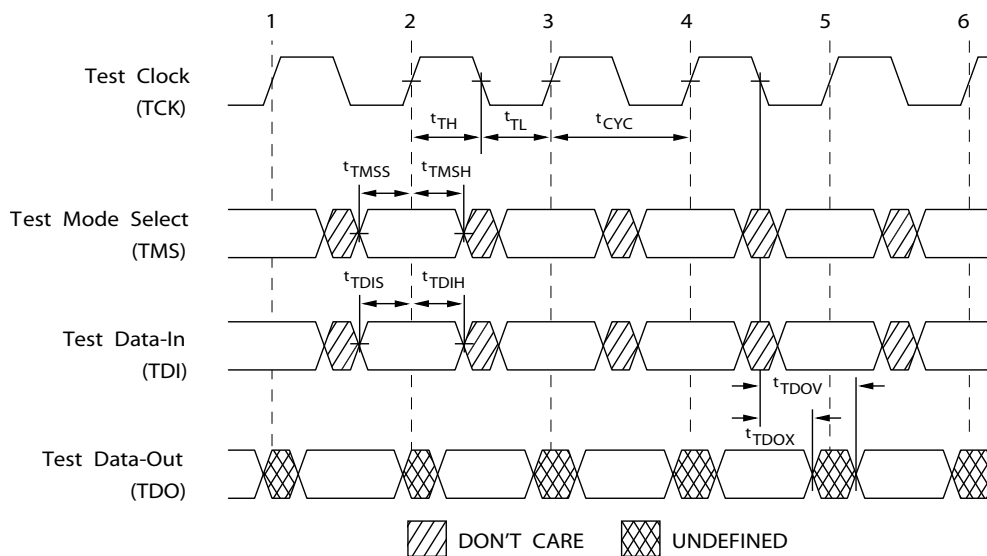 1 2 3 4 5 6
Test Clock
(TCK)
tTH tTL tCYC
tTMSS tTMSH
Test Mode Select
(TMS)
tTDIS tTDIH
Test Data-In
(TDI)
tTDOV
tTDOX
Test Data-Out
(TDO)
DON'T CARE UNDEFINED